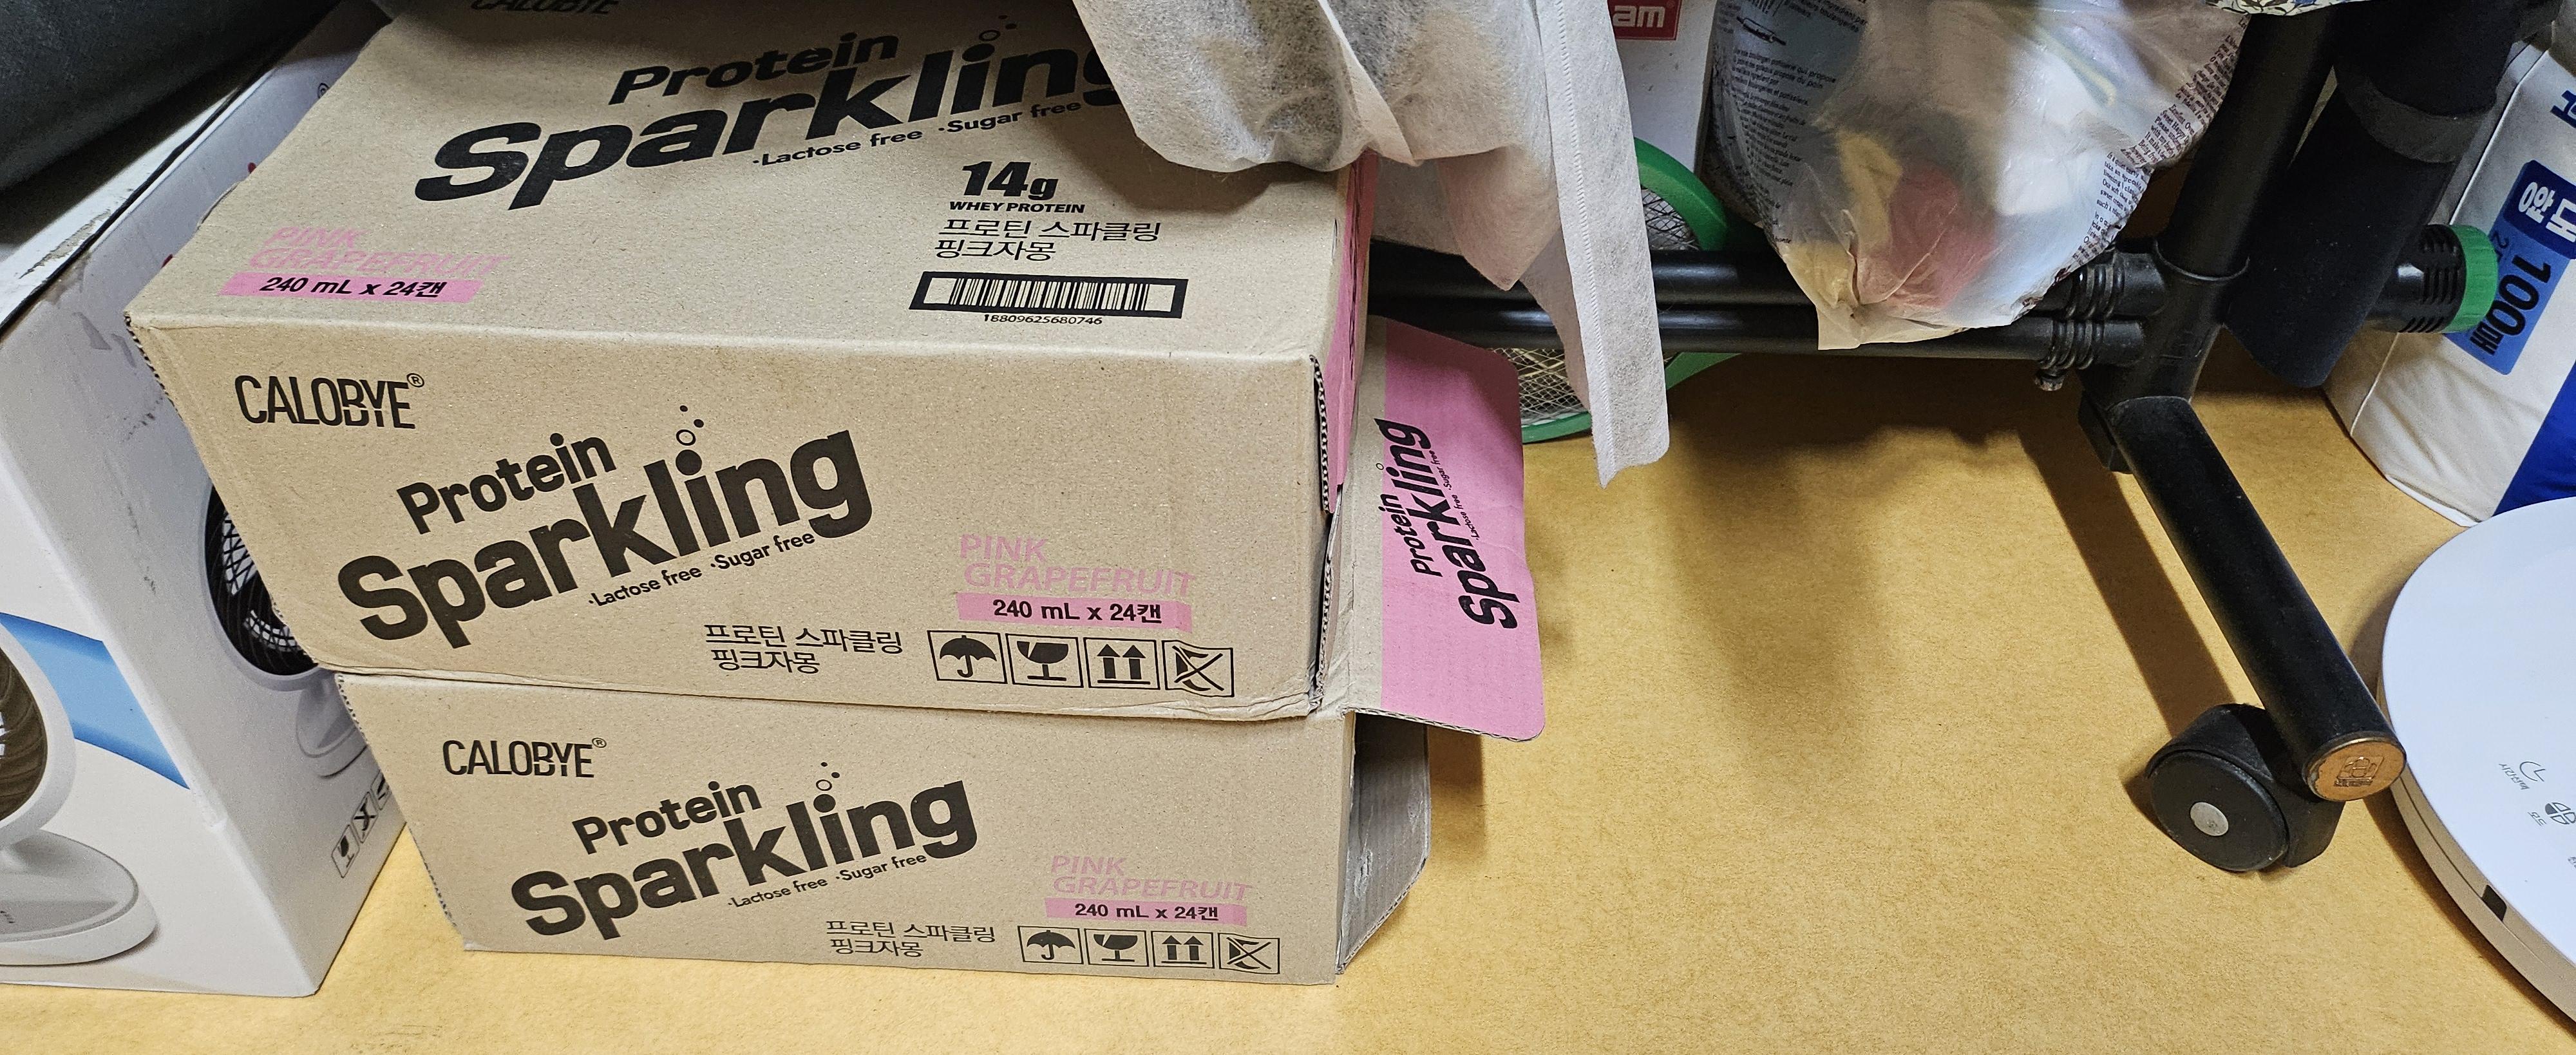 CALOBYE
Protein
Sparkling
·Lactose free ·Sugar free
14g
WHEY PROTEIN
프로틴 스파클링
핑크자몽
PINK
GRAPEFRUIT
240 mL x 24캔
18809625680746
CALOBYE®
Protein
Sparkling
·Lactose free ·Sugar free
PINK
GRAPEFRUIT
240 mL x 24캔
프로틴 스파클링
핑크자몽
Protein
Sparkling
·Lactose free ·Sugar free
CALOBYE®
Protein
Sparkling
·Lactose free ·Sugar free
PINK
GRAPEFRUIT
240 mL x 24캔
프로틴 스파클링
핑크자몽
am
100매